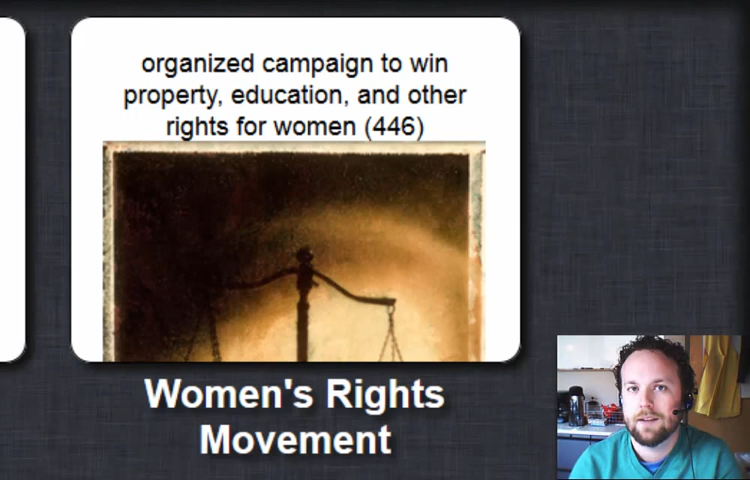 organized campaign to win
property, education, and other
rights for women (446)
Women's Rights
Movement